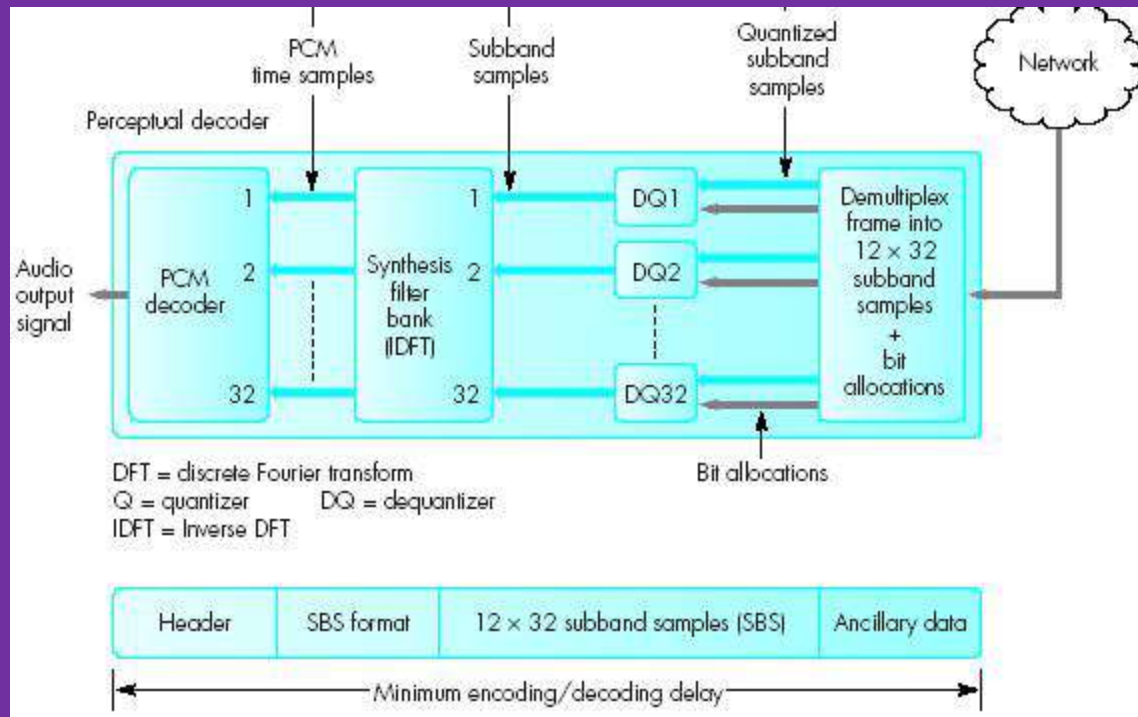 PCM
time samples
Subband
samples
Quantized
subband
samples
Network
Perceptual decoder
Audio
output
signal
PCM
decoder
1
2
32
Synthesis
filter
bank
(IDFT)
1
2
32
DQ1
DQ2
DQ32
Demultiplex
frame into
12 × 32
subband
samples
+
bit
allocations
Bit allocations
DFT = discrete Fourier transform
Q = quantizer DQ = dequantizer
IDFT = Inverse DFT
Header SBS format 12 × 32 subband samples (SBS) Ancillary data
Minimum encoding/decoding delay